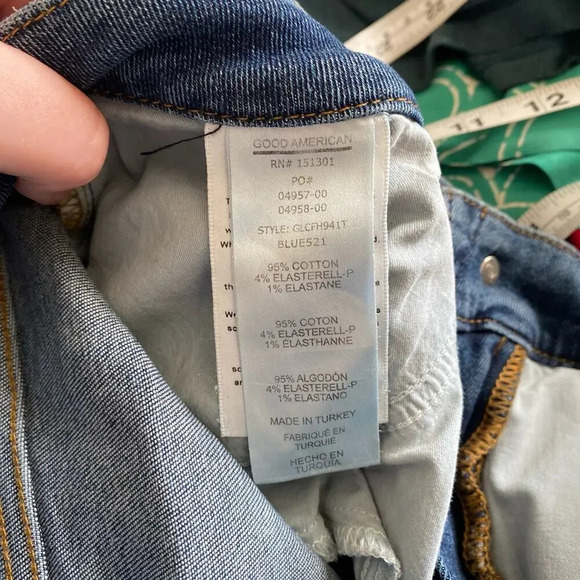 GOOD AMERICAN
RN# 151301
PO#
04957-00
04958-00
STYLE: GLCFH941T
BLUE521
95% COTTON
4% ELASTERELL-P
1% ELASTANE
95% COTON
4% ELASTERELL-P
1% ÉLASTHANNE
95% ALGODÓN
4% ELASTERELL-P
1% ELASTANO
MADE IN TURKEY
FABRIQUÉ EN
TURQUIE
HECHO EN
TURQUÍA
11
12